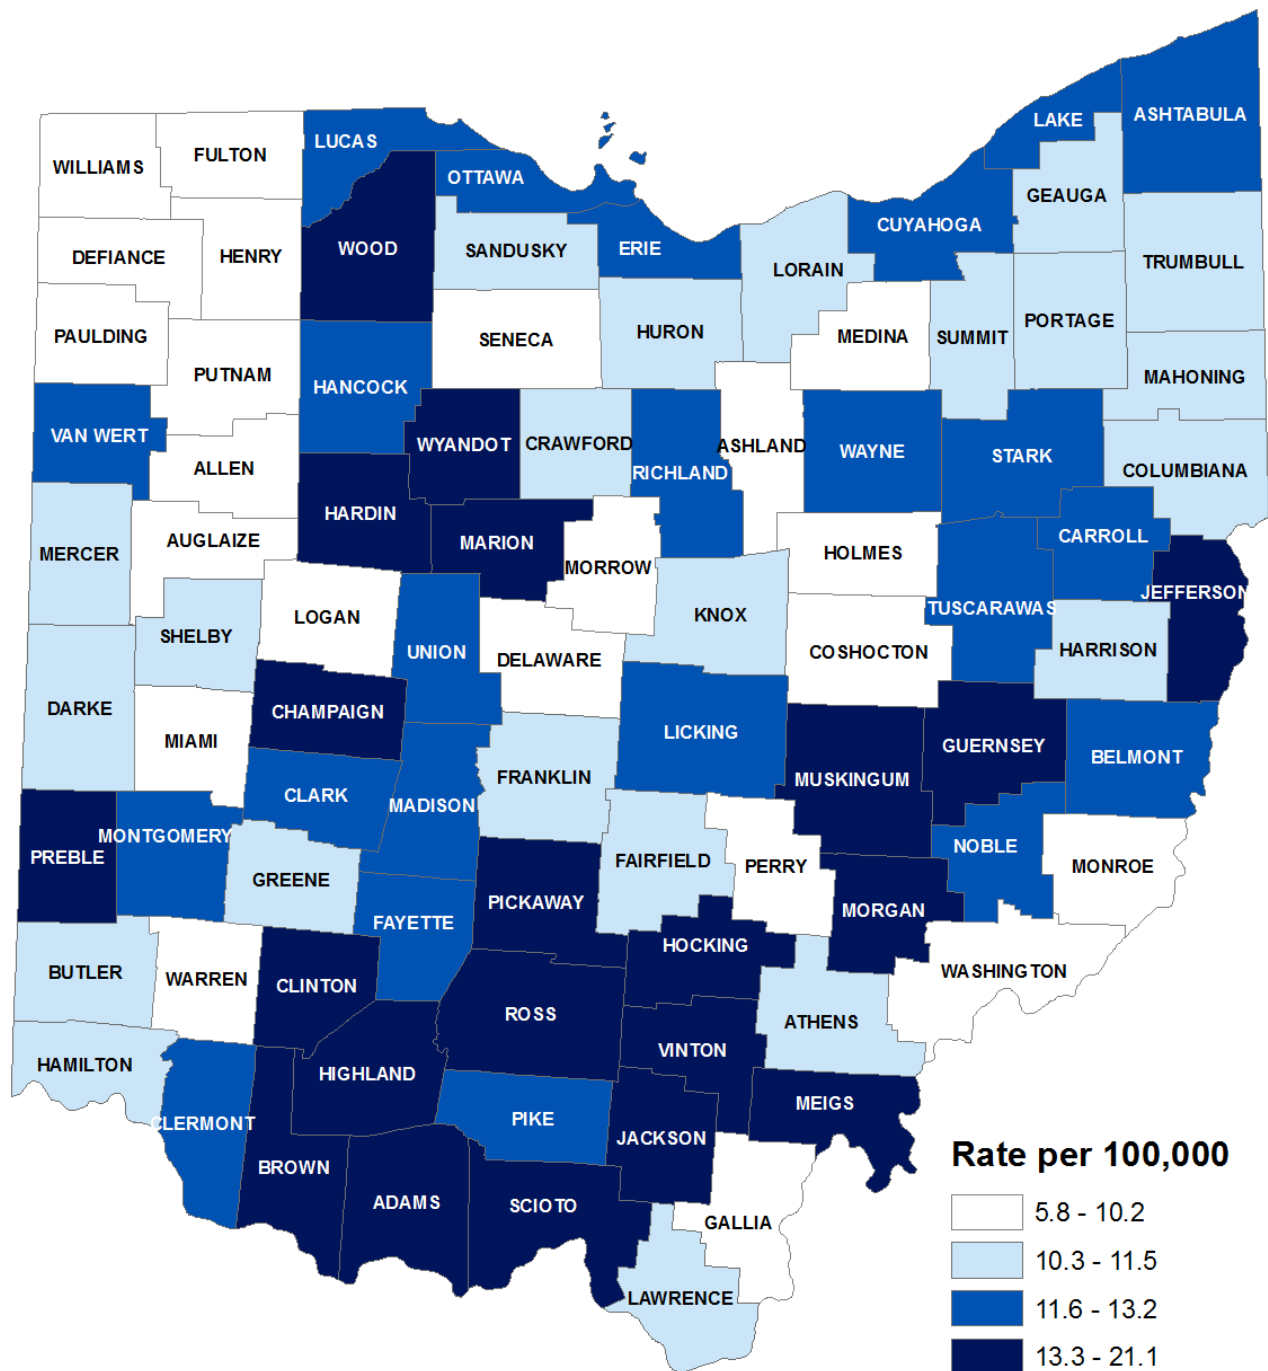 ASHTABULA
LAKE
LUCAS
FULTON
WILLIAMS
OTTAWA
GEAUGA
CUYAHOGA
WOOD
SANDUSKY
ERIE
HENRY
DEFIANCE
TRUMBULL
LORAIN
PORTAGE
HURON
PAULDING
MEDINA
SUMMIT
SENECA
PUTNAM
MAHONING
HANCOCK
VAN WERT
WYANDOT
CRAWFORD
ASHLAND
WAYNE
STARK
ALLEN
COLUMBIANA
RICHLAND
HARDIN
CARROLL
AUGLAIZE
MARION
MERCER
HOLMES
MORROW
JEFFERSON
TUSCARAWAS
KNOX
LOGAN
SHELBY
UNION
COSHOCTON
HARRISON
DELAWARE
DARKE
CHAMPAIGN
LICKING
MIAMI
GUERNSEY
BELMONT
FRANKLIN
MUSKINGUM
CLARK
MADISON
MONTGOMERY
NOBLE
PREBLE
FAIRFIELD
PERRY
MONROE
GREENE
PICKAWAY
MORGAN
FAYETTE
HOCKING
BUTLER
WASHINGTON
WARREN
CLINTON
ROSS
ATHENS
VINTON
HAMILTON
HIGHLAND
MEIGS
PIKE
CLERMONT
JACKSON
BROWN
ADAMS
SCIOTO
GALLIA
LAWRENCE
Rate per 100,000
5.8 - 10.2
10.3 - 11.5
11.6 - 13.2
13.3 - 21.1